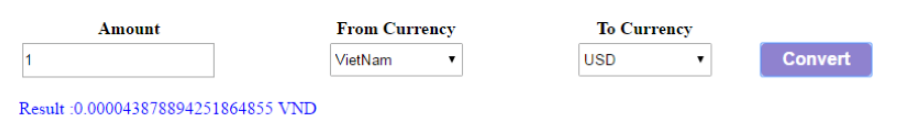 Amount From Currency To Currency
1 VietNam USD Convert
Result :0.000043878894251864855 VND